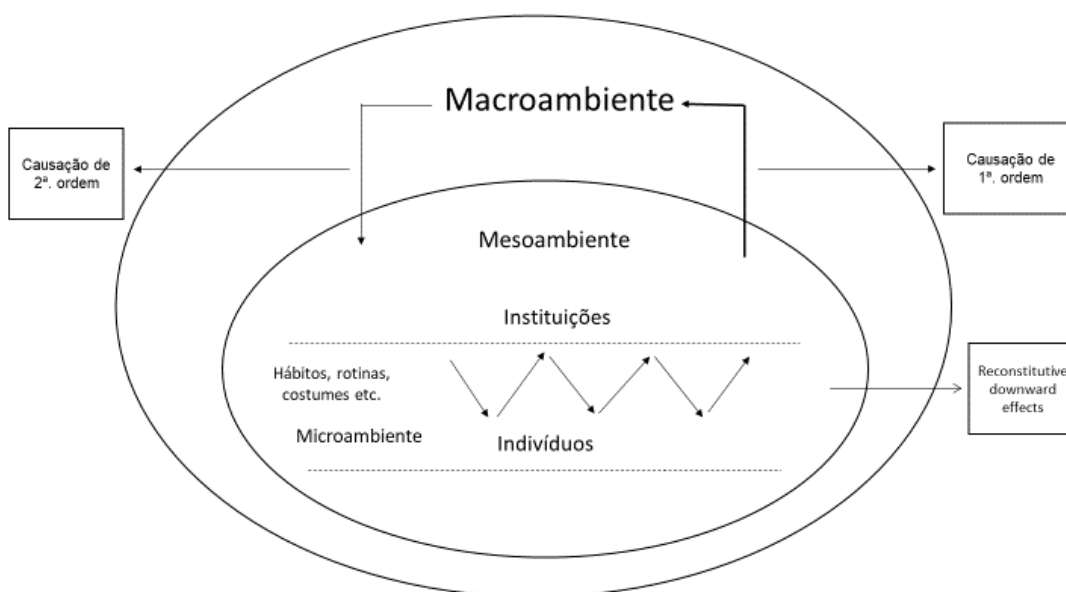 Macroambiente
Causação de
2ª. ordem
Causação de
1ª. ordem
Mesoambiente
Instituições
Hábitos, rotinas,
costumes etc.
Reconstitutive
downward
effects
Microambiente
Indivíduos